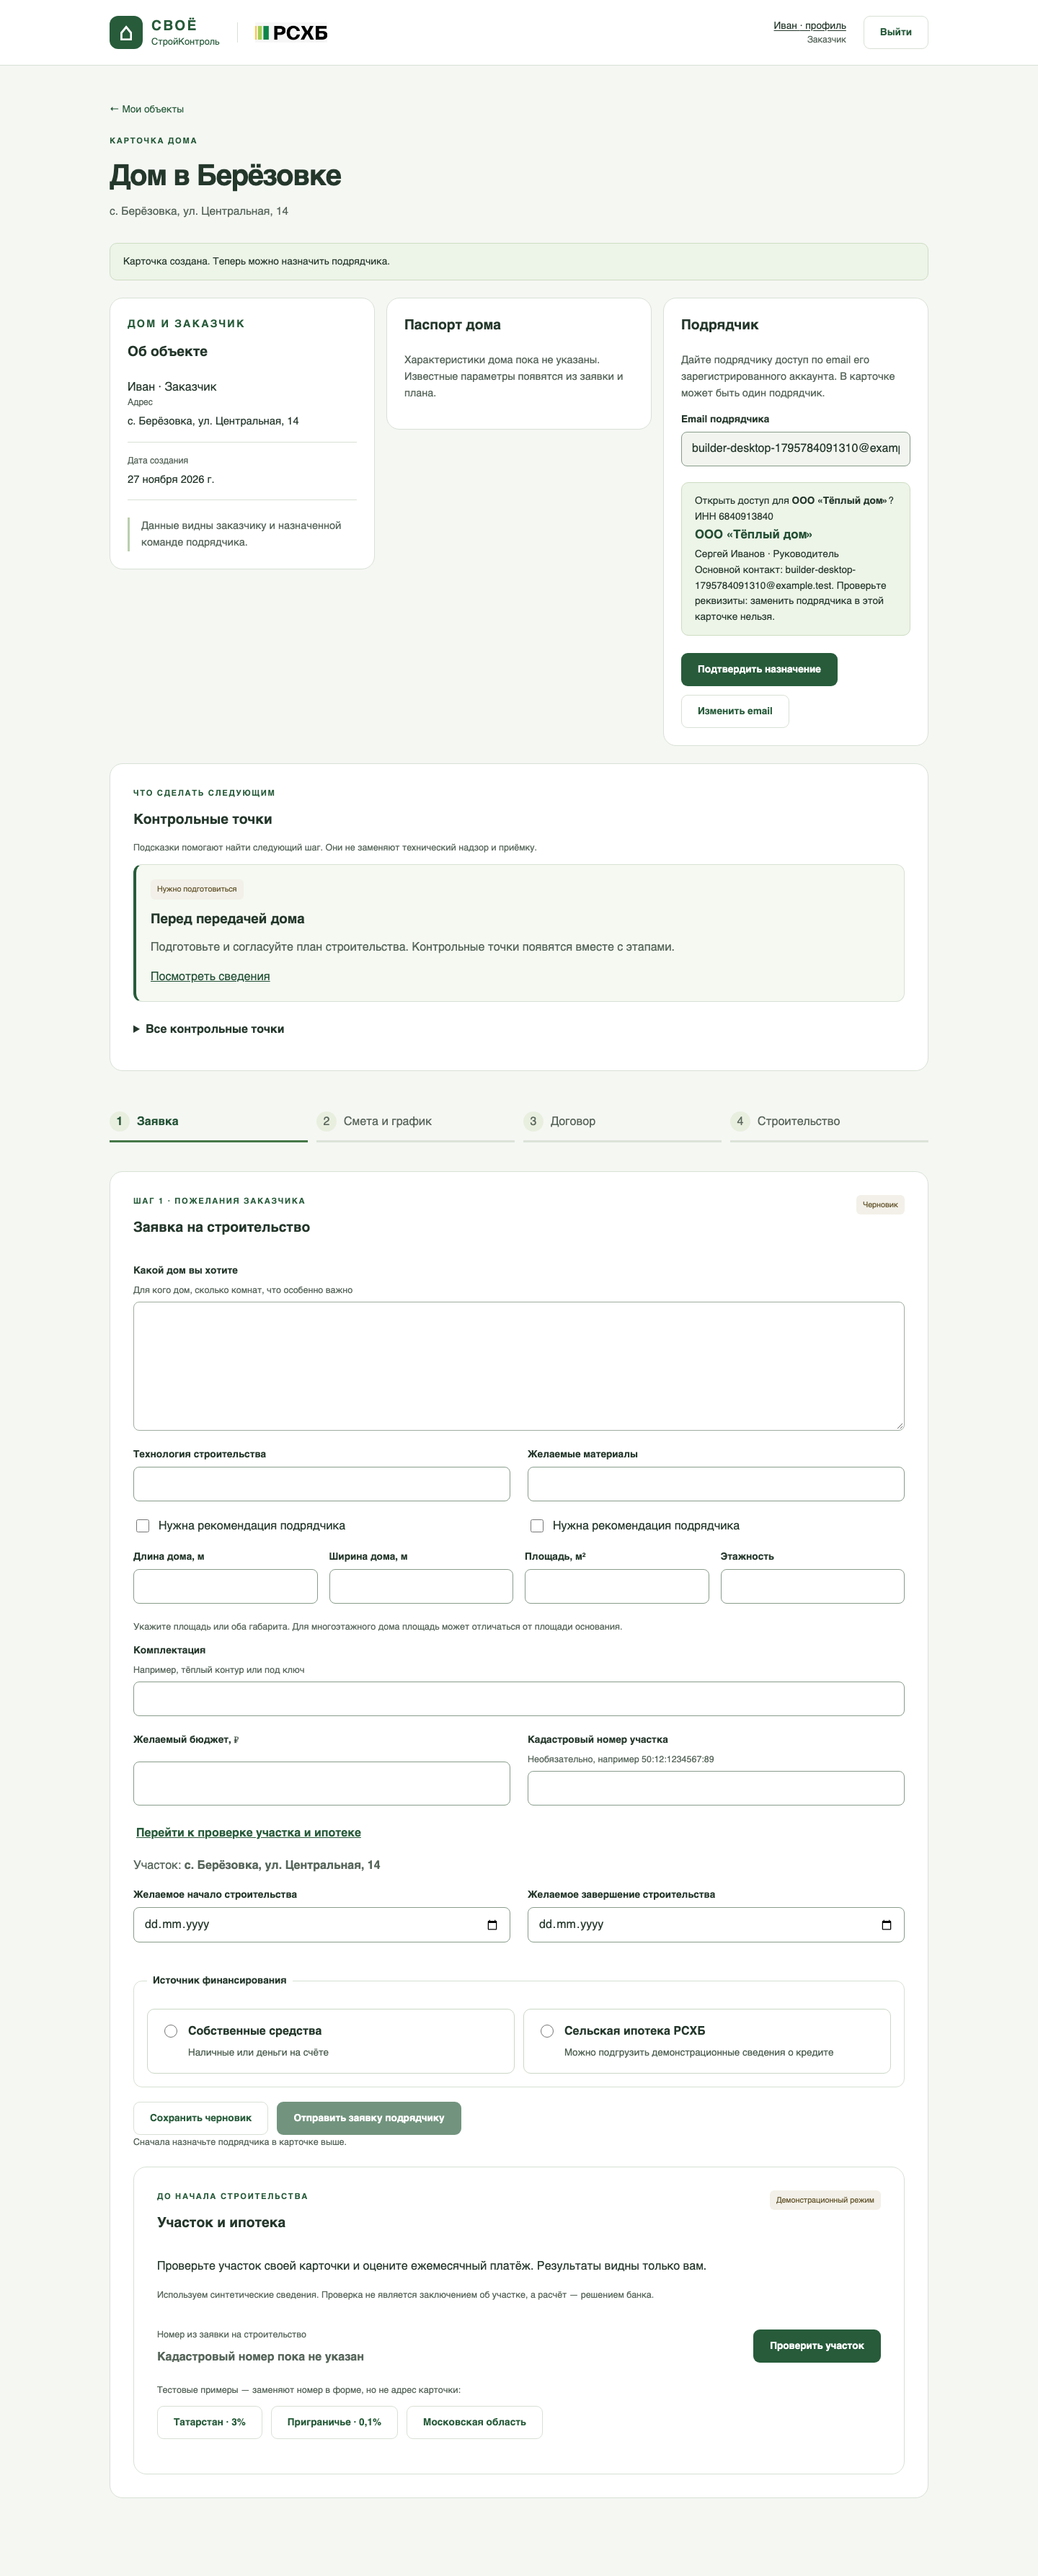 СВОЁ
СтройКонтроль
РСХБ
Иван · профиль
Заказчик
Выйти
← Мои объекты
КАРТОЧКА ДОМА
Дом в Берёзовке
с. Берёзовка, ул. Центральная, 14
Карточка создана. Теперь можно назначить подрядчика.
ДОМ И ЗАКАЗЧИК
Об объекте
Иван · Заказчик
Адрес
с. Берёзовка, ул. Центральная, 14
Дата создания
27 ноября 2026 г.
Данные видны заказчику и назначенной
команде подрядчика.
Паспорт дома
Характеристики дома пока не указаны.
Известные параметры появятся из заявки и
плана.
Подрядчик
Дайте подрядчику доступ по email его
зарегистрированного аккаунта. В карточке
может быть один подрядчик.
Email подрядчика
builder-desktop-1795784091310@examp
Открыть доступ для ООО «Тёплый дом»?
ИНН 6840913840
ООО «Тёплый дом»
Сергей Иванов · Руководитель
Основной контакт: builder-desktop-
1795784091310@example.test. Проверьте
реквизиты: заменить подрядчика в этой
карточке нельзя.
Подтвердить назначение
Изменить email
ЧТО СДЕЛАТЬ СЛЕДУЮЩИМ
Контрольные точки
Подсказки помогают найти следующий шаг. Они не заменяют технический надзор и приёмку.
Нужно подготовиться
Перед передачей дома
Подготовьте и согласуйте план строительства. Контрольные точки появятся вместе с этапами.
Посмотреть сведения
▶ Все контрольные точки
1 Заявка
2 Смета и график
3 Договор
4 Строительство
ШАГ 1 · ПОЖЕЛАНИЯ ЗАКАЗЧИКА
Черновик
Заявка на строительство
Какой дом вы хотите
Для кого дом, сколько комнат, что особенно важно
Технология строительства
Желаемые материалы
Нужна рекомендация подрядчика
Нужна рекомендация подрядчика
Длина дома, м
Ширина дома, м
Площадь, м²
Этажность
Укажите площадь или оба габарита. Для многоэтажного дома площадь может отличаться от площади основания.
Комплектация
Например, тёплый контур или под ключ
Желаемый бюджет, ₽
Кадастровый номер участка
Необязательно, например 50:12:1234567:89
Перейти к проверке участка и ипотеке
Участок: с. Берёзовка, ул. Центральная, 14
Желаемое начало строительства
Желаемое завершение строительства
dd.mm.yyyy
dd.mm.yyyy
Источник финансирования
Собственные средства
Наличные или деньги на счёте
Сельская ипотека РСХБ
Можно подгрузить демонстрационные сведения о кредите
Сохранить черновик
Отправить заявку подрядчику
Сначала назначьте подрядчика в карточке выше.
ДО НАЧАЛА СТРОИТЕЛЬСТВА
Демонстрационный режим
Участок и ипотека
Проверьте участок своей карточки и оцените ежемесячный платёж. Результаты видны только вам.
Используем синтетические сведения. Проверка не является заключением об участке, а расчёт — решением банка.
Номер из заявки на строительство
Кадастровый номер пока не указан
Проверить участок
Тестовые примеры — заменяют номер в форме, но не адрес карточки:
Татарстан · 3%
Приграничье · 0,1%
Московская область